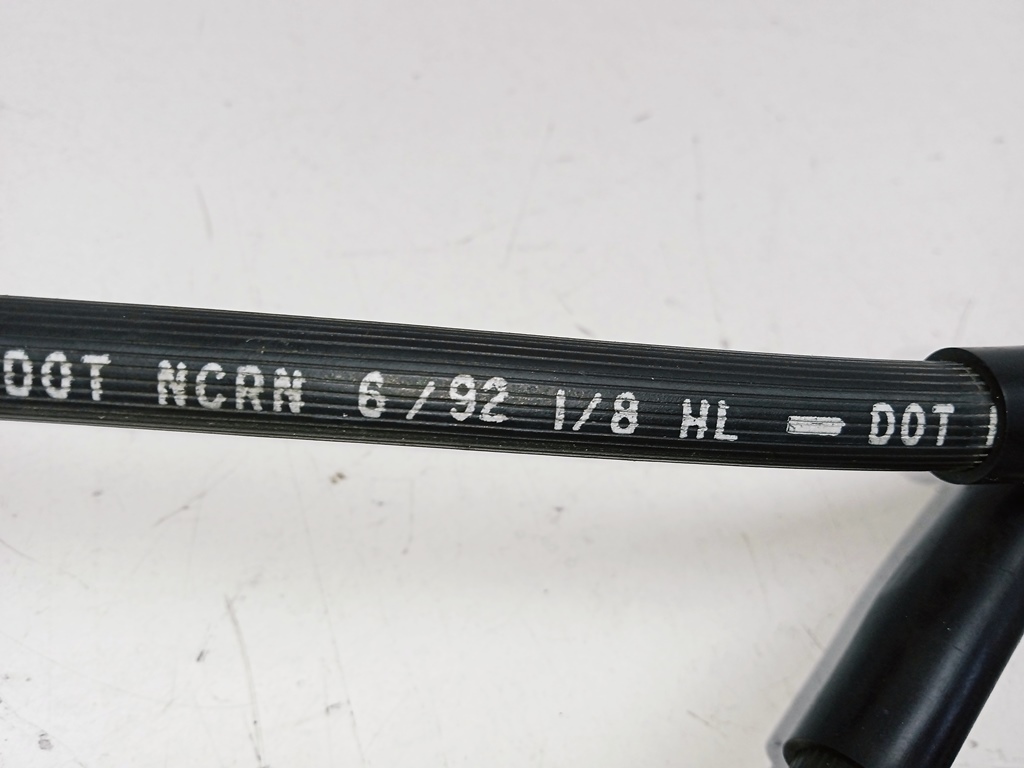 DOT NCRN 6/92 1/8 HL DOT